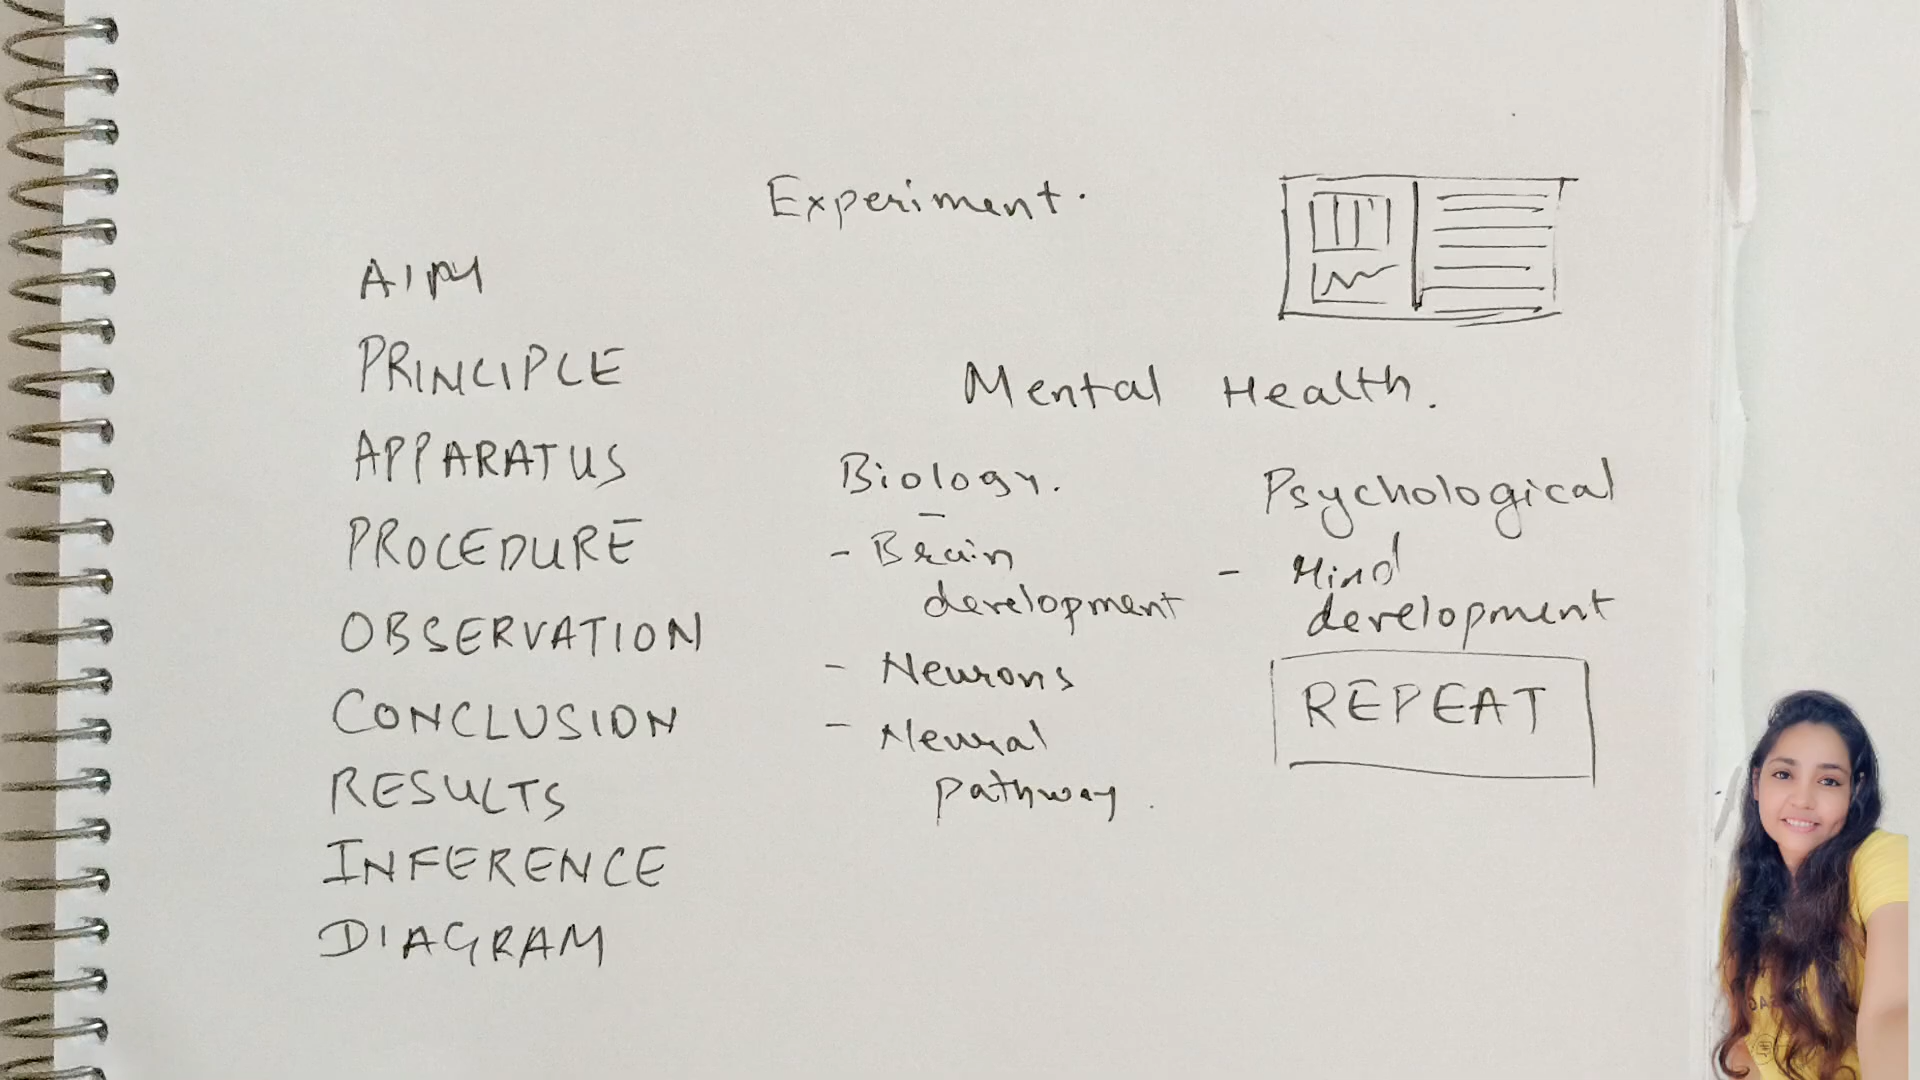 Experiment.
AIM
PRINCIPLE
APPARATUS
PROCEDURE
OBSERVATION
CONCLUSION
RESULTS
INFERENCE
DIAGRAM
Mental Health.
Biology.
- Brain
development
- Neurons
- Neural
pathway.
Psychological
- Mind
development
REPEAT